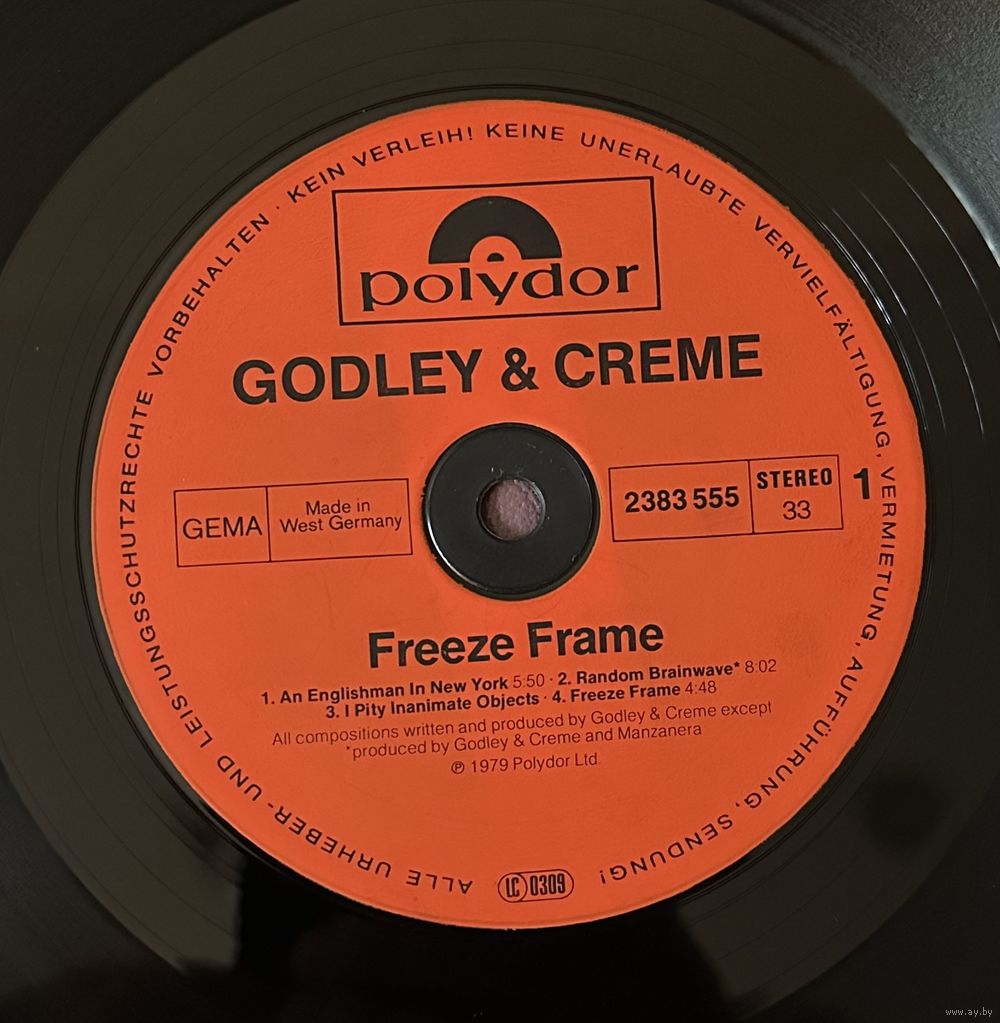 ALLE URHEBER- UND LEISTUNGSSCHUTZRECHTE VORBEHALTEN · KEIN VERLEIH! KEINE UNERLAUBTE VERVIELFÄLTIGUNG, VERMIETUNG, AUFFÜHRUNG, SENDUNG!
polydor
GODLEY & CREME
GEMA
Made in
West Germany
2383 555
STEREO
33
1
Freeze Frame
1. An Englishman In New York 5:50 · 2. Random Brainwave* 8:02
3. I Pity Inanimate Objects · 4. Freeze Frame 4:48
All compositions written and produced by Godley & Creme except
*produced by Godley & Creme and Manzanera
℗ 1979 Polydor Ltd.
LC 0309
www.ay.by